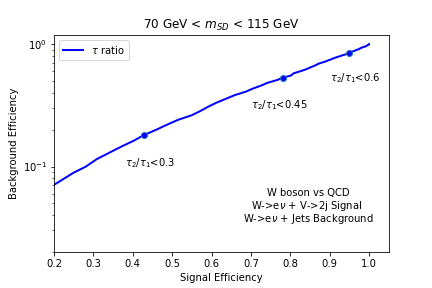 70 GeV < m_SD < 115 GeV
10⁰
τ ratio
τ₂/τ₁<0.6
τ₂/τ₁<0.45
τ₂/τ₁<0.3
10⁻¹
Background Efficiency
W boson vs QCD
W->eν + V->2j Signal
W->eν + Jets Background
0.2 0.3 0.4 0.5 0.6 0.7 0.8 0.9 1.0
Signal Efficiency